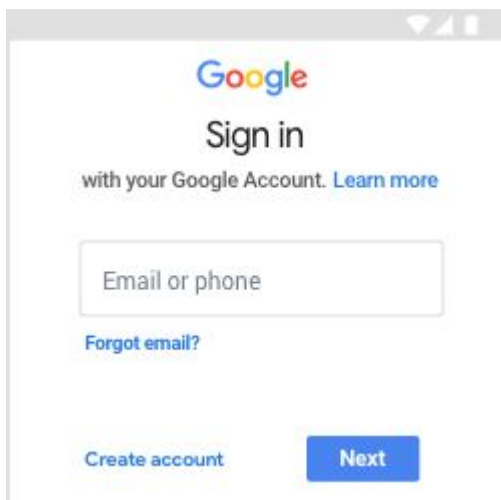 Google
Sign in
with your Google Account. Learn more
Email or phone
Forgot email?
Create account Next